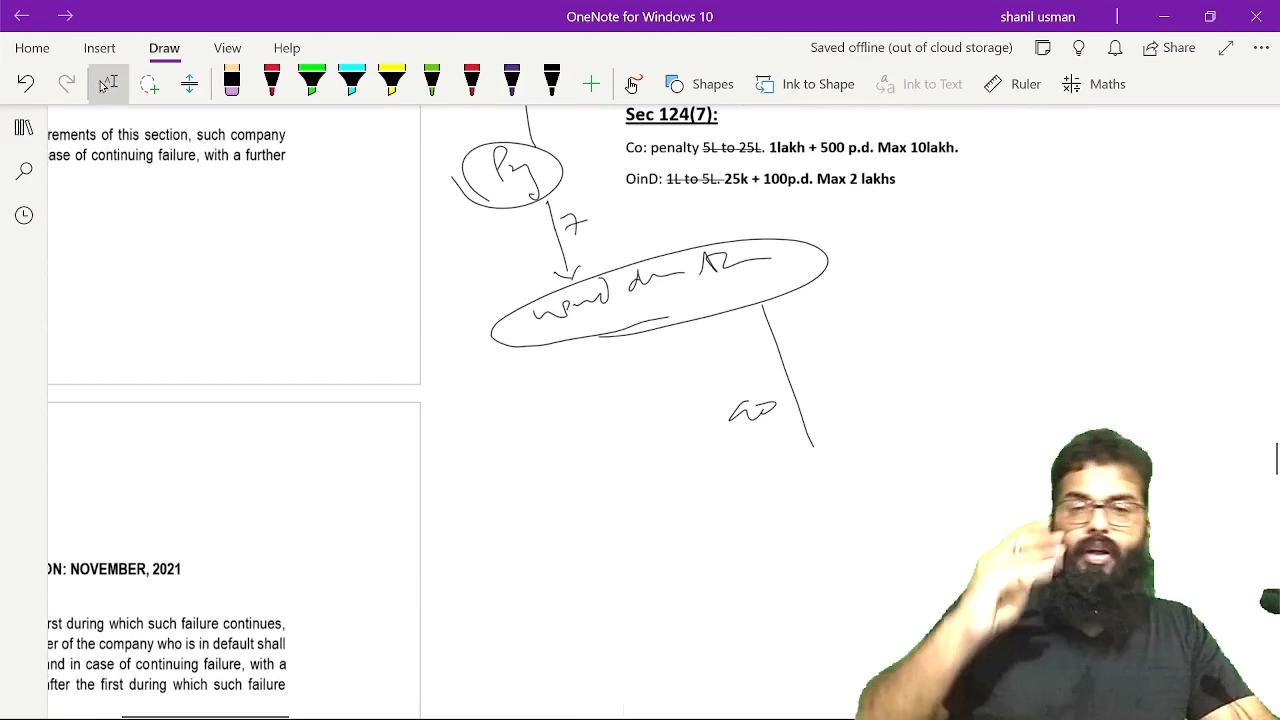 OneNote for Windows 10
shanil usman
Home Insert Draw View Help
Saved offline (out of cloud storage)
Share
Shapes
Ink to Shape
Ink to Text
Ruler
Maths
rements of this section, such company
ase of continuing failure, with a further
Sec 124(7):
Co: penalty 5L to 25L. 1lakh + 500 p.d. Max 10lakh.
OinD: 1L to 5L. 25k + 100p.d. Max 2 lakhs
7
ON: NOVEMBER, 2021
rst during which such failure continues,
er of the company who is in default shall
and in case of continuing failure, with a
after the first during which such failure